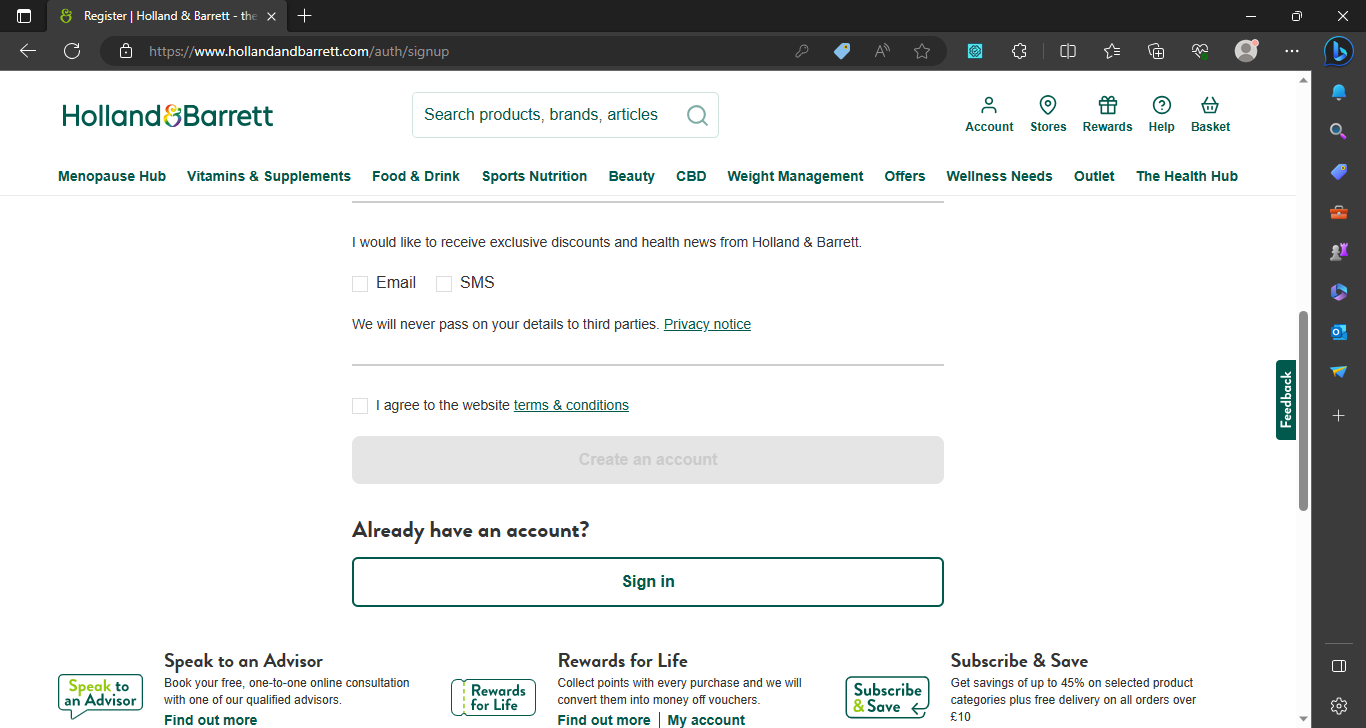 Register | Holland & Barrett - the
https://www.hollandandbarrett.com/auth/signup
Holland&Barrett
Search products, brands, articles
Account
Stores
Rewards
Help
Basket
Menopause Hub
Vitamins & Supplements
Food & Drink
Sports Nutrition
Beauty
CBD
Weight Management
Offers
Wellness Needs
Outlet
The Health Hub
I would like to receive exclusive discounts and health news from Holland & Barrett.
Email
SMS
We will never pass on your details to third parties. Privacy notice
I agree to the website terms & conditions
Create an account
Already have an account?
Sign in
Feedback
Speak to
an Advisor
Speak to an Advisor
Book your free, one-to-one online consultation
with one of our qualified advisors.
Find out more
Rewards
for Life
Rewards for Life
Collect points with every purchase and we will
convert them into money off vouchers.
Find out more | My account
Subscribe
& Save
Subscribe & Save
Get savings of up to 45% on selected product
categories plus free delivery on all orders over
£10